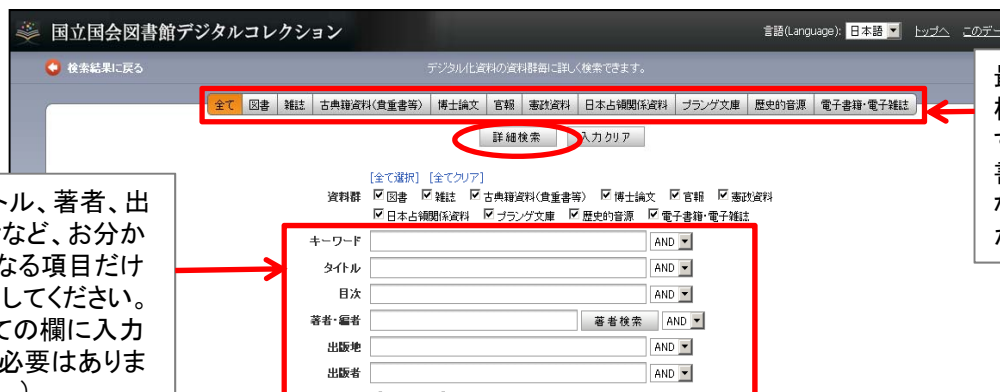 国立国会図書館デジタルコレクション
言語(Language): 日本語 トップへ このデー
検索結果に戻る
デジタル化資料の資料群毎に詳しく検索できます。
全て 図書 雑誌 古典籍資料(貴重書等) 博士論文 官報 憲政資料 日本占領関係資料 プランゲ文庫 歴史的音源 電子書籍・電子雑誌
詳細検索 入力クリア
[全て選択] [全てクリア]
資料群 図書 雑誌 古典籍資料(貴重書等) 博士論文 官報 憲政資料
日本占領関係資料 プランゲ文庫 歴史的音源 電子書籍・電子雑誌
キーワード AND
タイトル AND
目次 AND
著者・編者 著者検索 AND
出版地 AND
出版者 AND
トル、著者、出
など、お分か
なる項目だけ
してください。
ての欄に入力
必要はありま